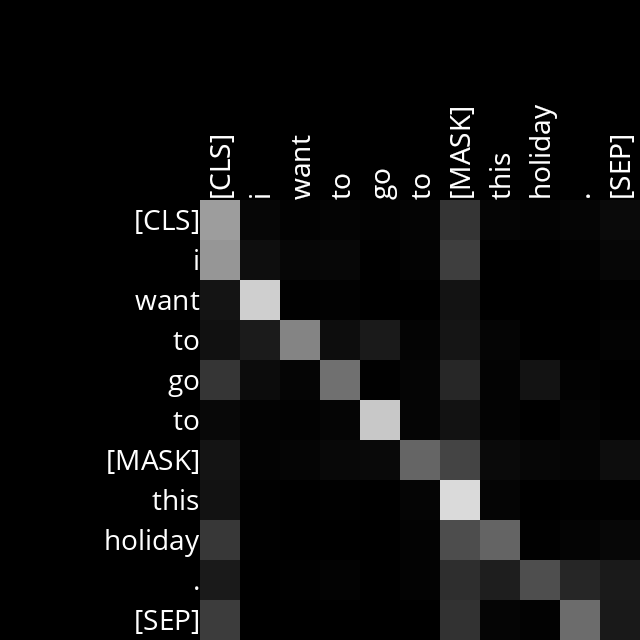 [CLS] i want to go to [MASK] this holiday . [SEP]
[CLS]
i
want
to
go
to
[MASK]
this
holiday
.
[SEP]